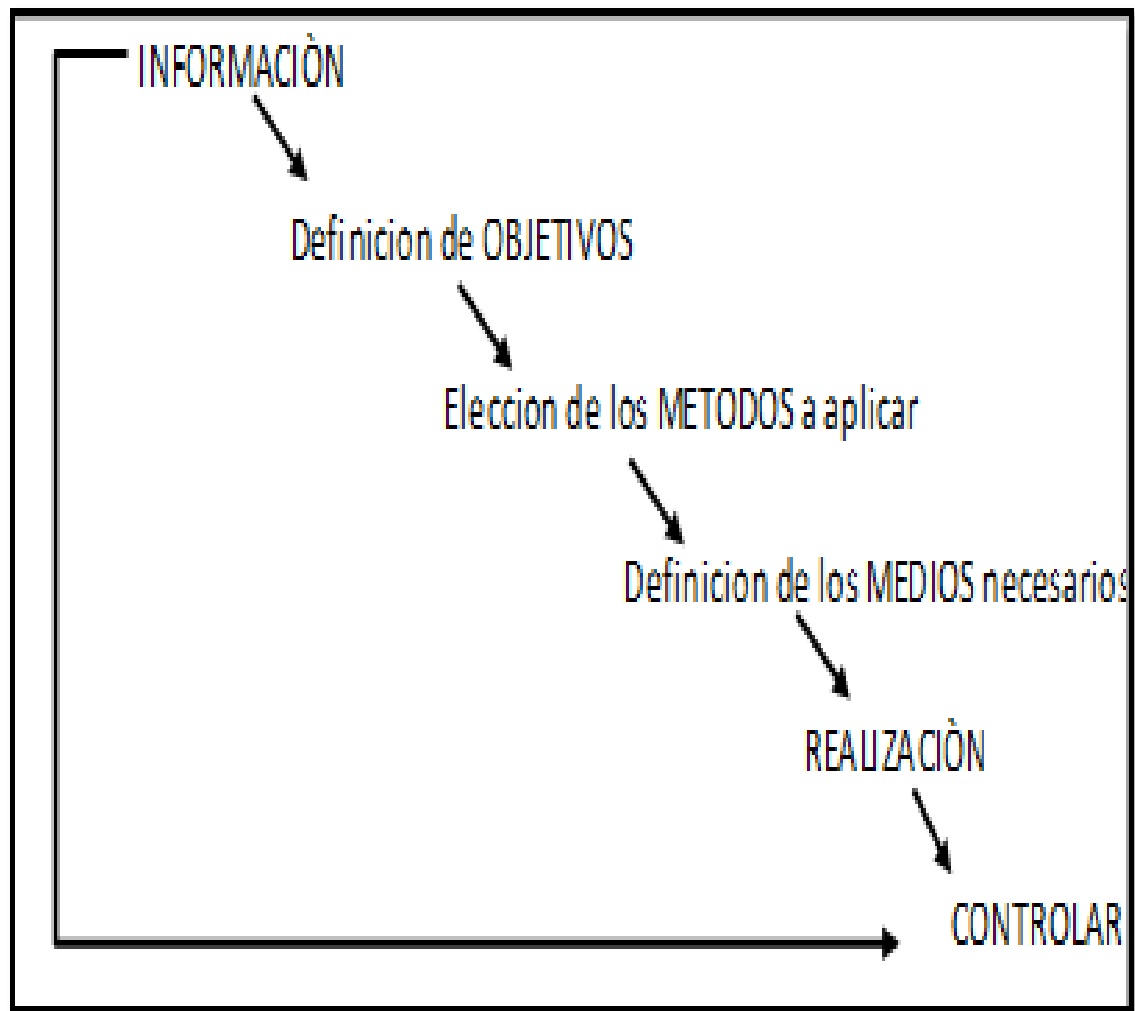 INFORMACIÒN
Definicion de OBJETIVOS
Eleccion de los METODOS a aplicar
Definicion de los MEDIOS necesarios
REALIZACIÒN
CONTROLAR